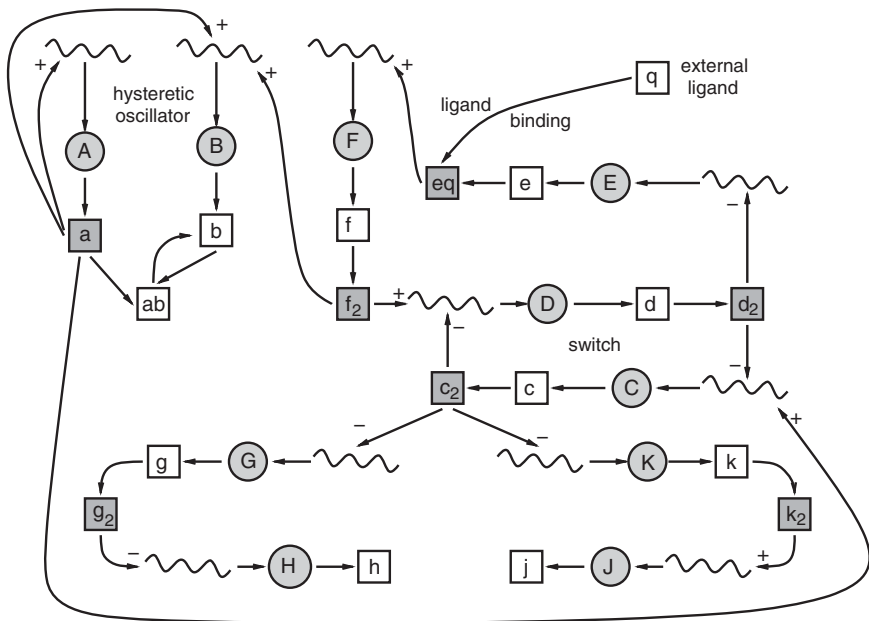 +
+
+
+
hysteretic
oscillator
ligand
binding
q
external
ligand
A
B
F
eq
e
E
a
b
f
–
ab
f2
+
D
d
d2
–
switch
–
c2
c
C
+
–
–
g
G
K
k
g2
k2
–
+
H
h
j
J